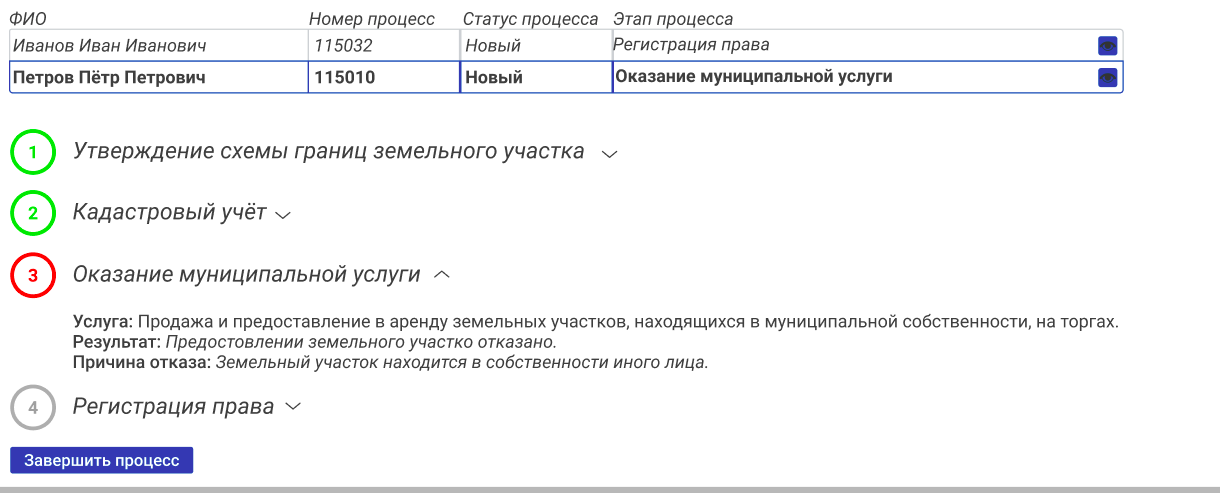 ФИО Номер процесс Статус процесса Этап процесса
Иванов Иван Иванович 115032 Новый Регистрация права
Петров Пётр Петрович 115010 Новый Оказание муниципальной услуги
1 Утверждение схемы границ земельного участка
2 Кадастровый учёт
3 Оказание муниципальной услуги
Услуга: Продажа и предоставление в аренду земельных участков, находящихся в муниципальной собственности, на торгах.
Результат: Предостовлении земельного участко отказано.
Причина отказа: Земельный участок находится в собственности иного лица.
4 Регистрация права
Завершить процесс